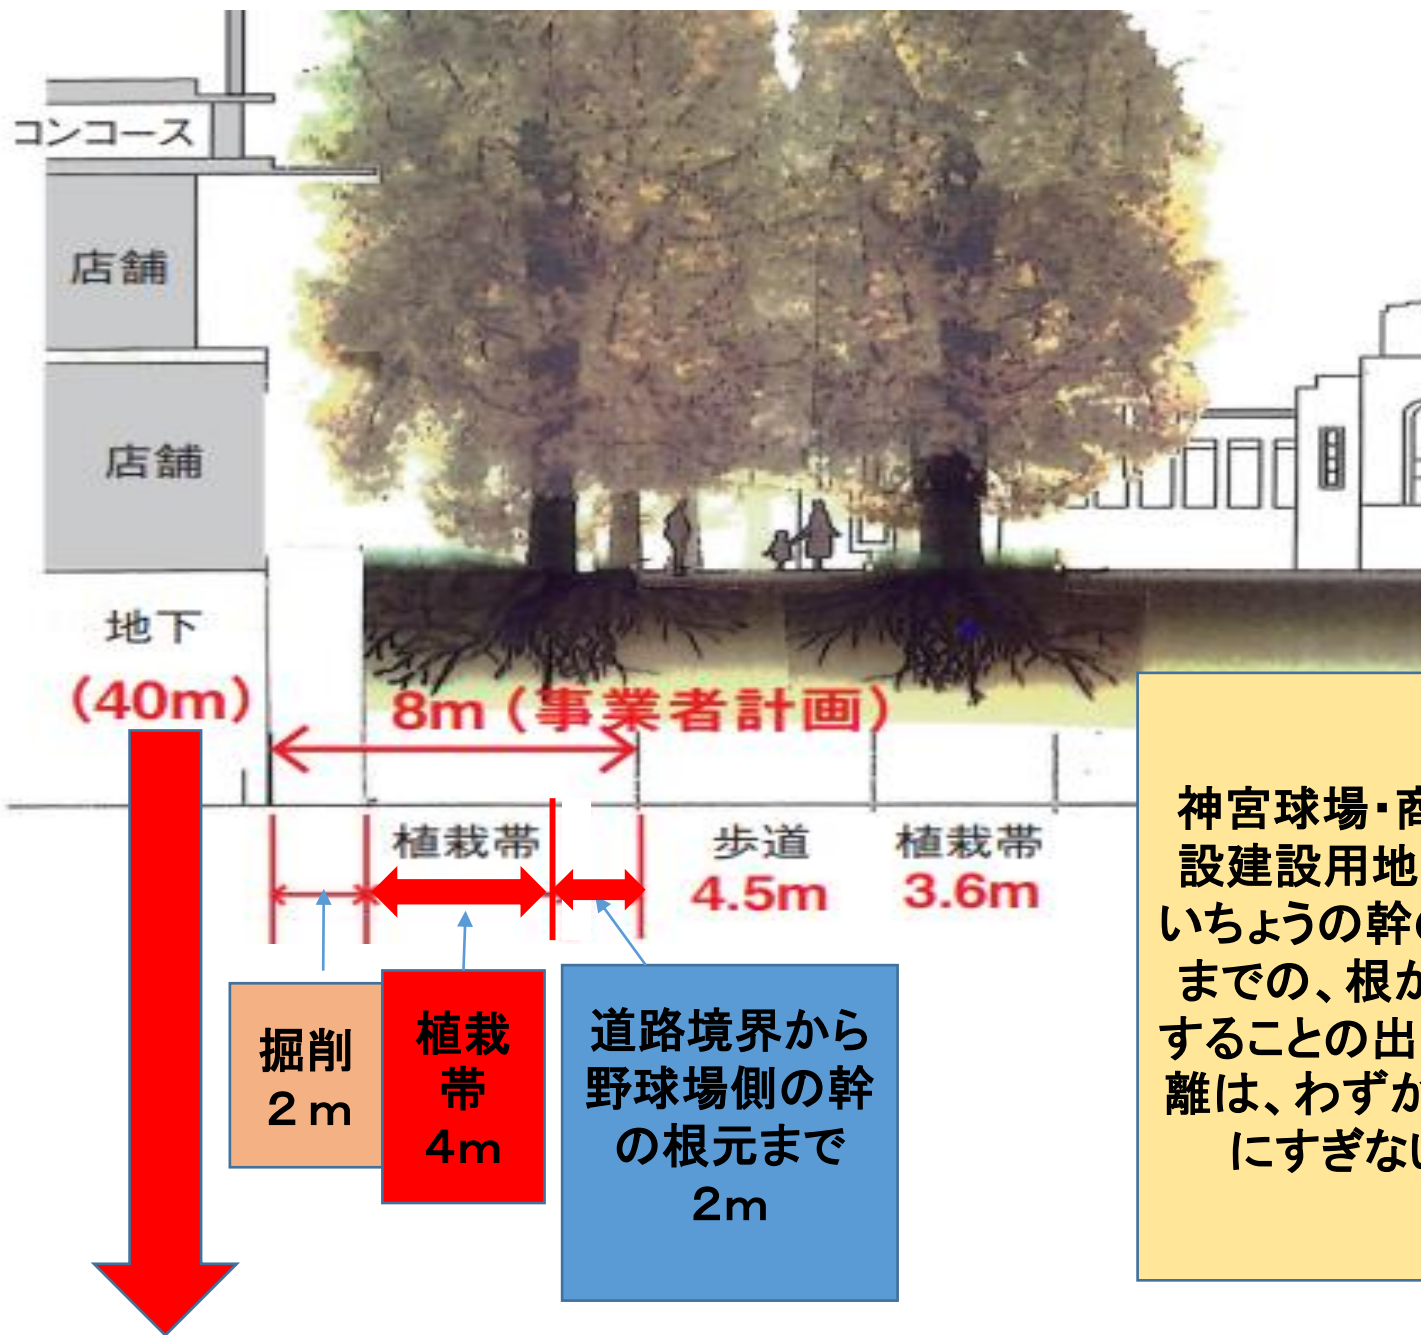 コンコース
店舗
店舗
地下
(40m)
8m(事業者計画)
植栽帯
歩道
4.5m
植栽帯
3.6m
掘削
2m
植栽
帯
4m
道路境界から
野球場側の幹
の根元まで
2m
神宮球場・商
設建設用地
いちょうの幹
までの、根が
することの出
離は、わずか
にすぎない